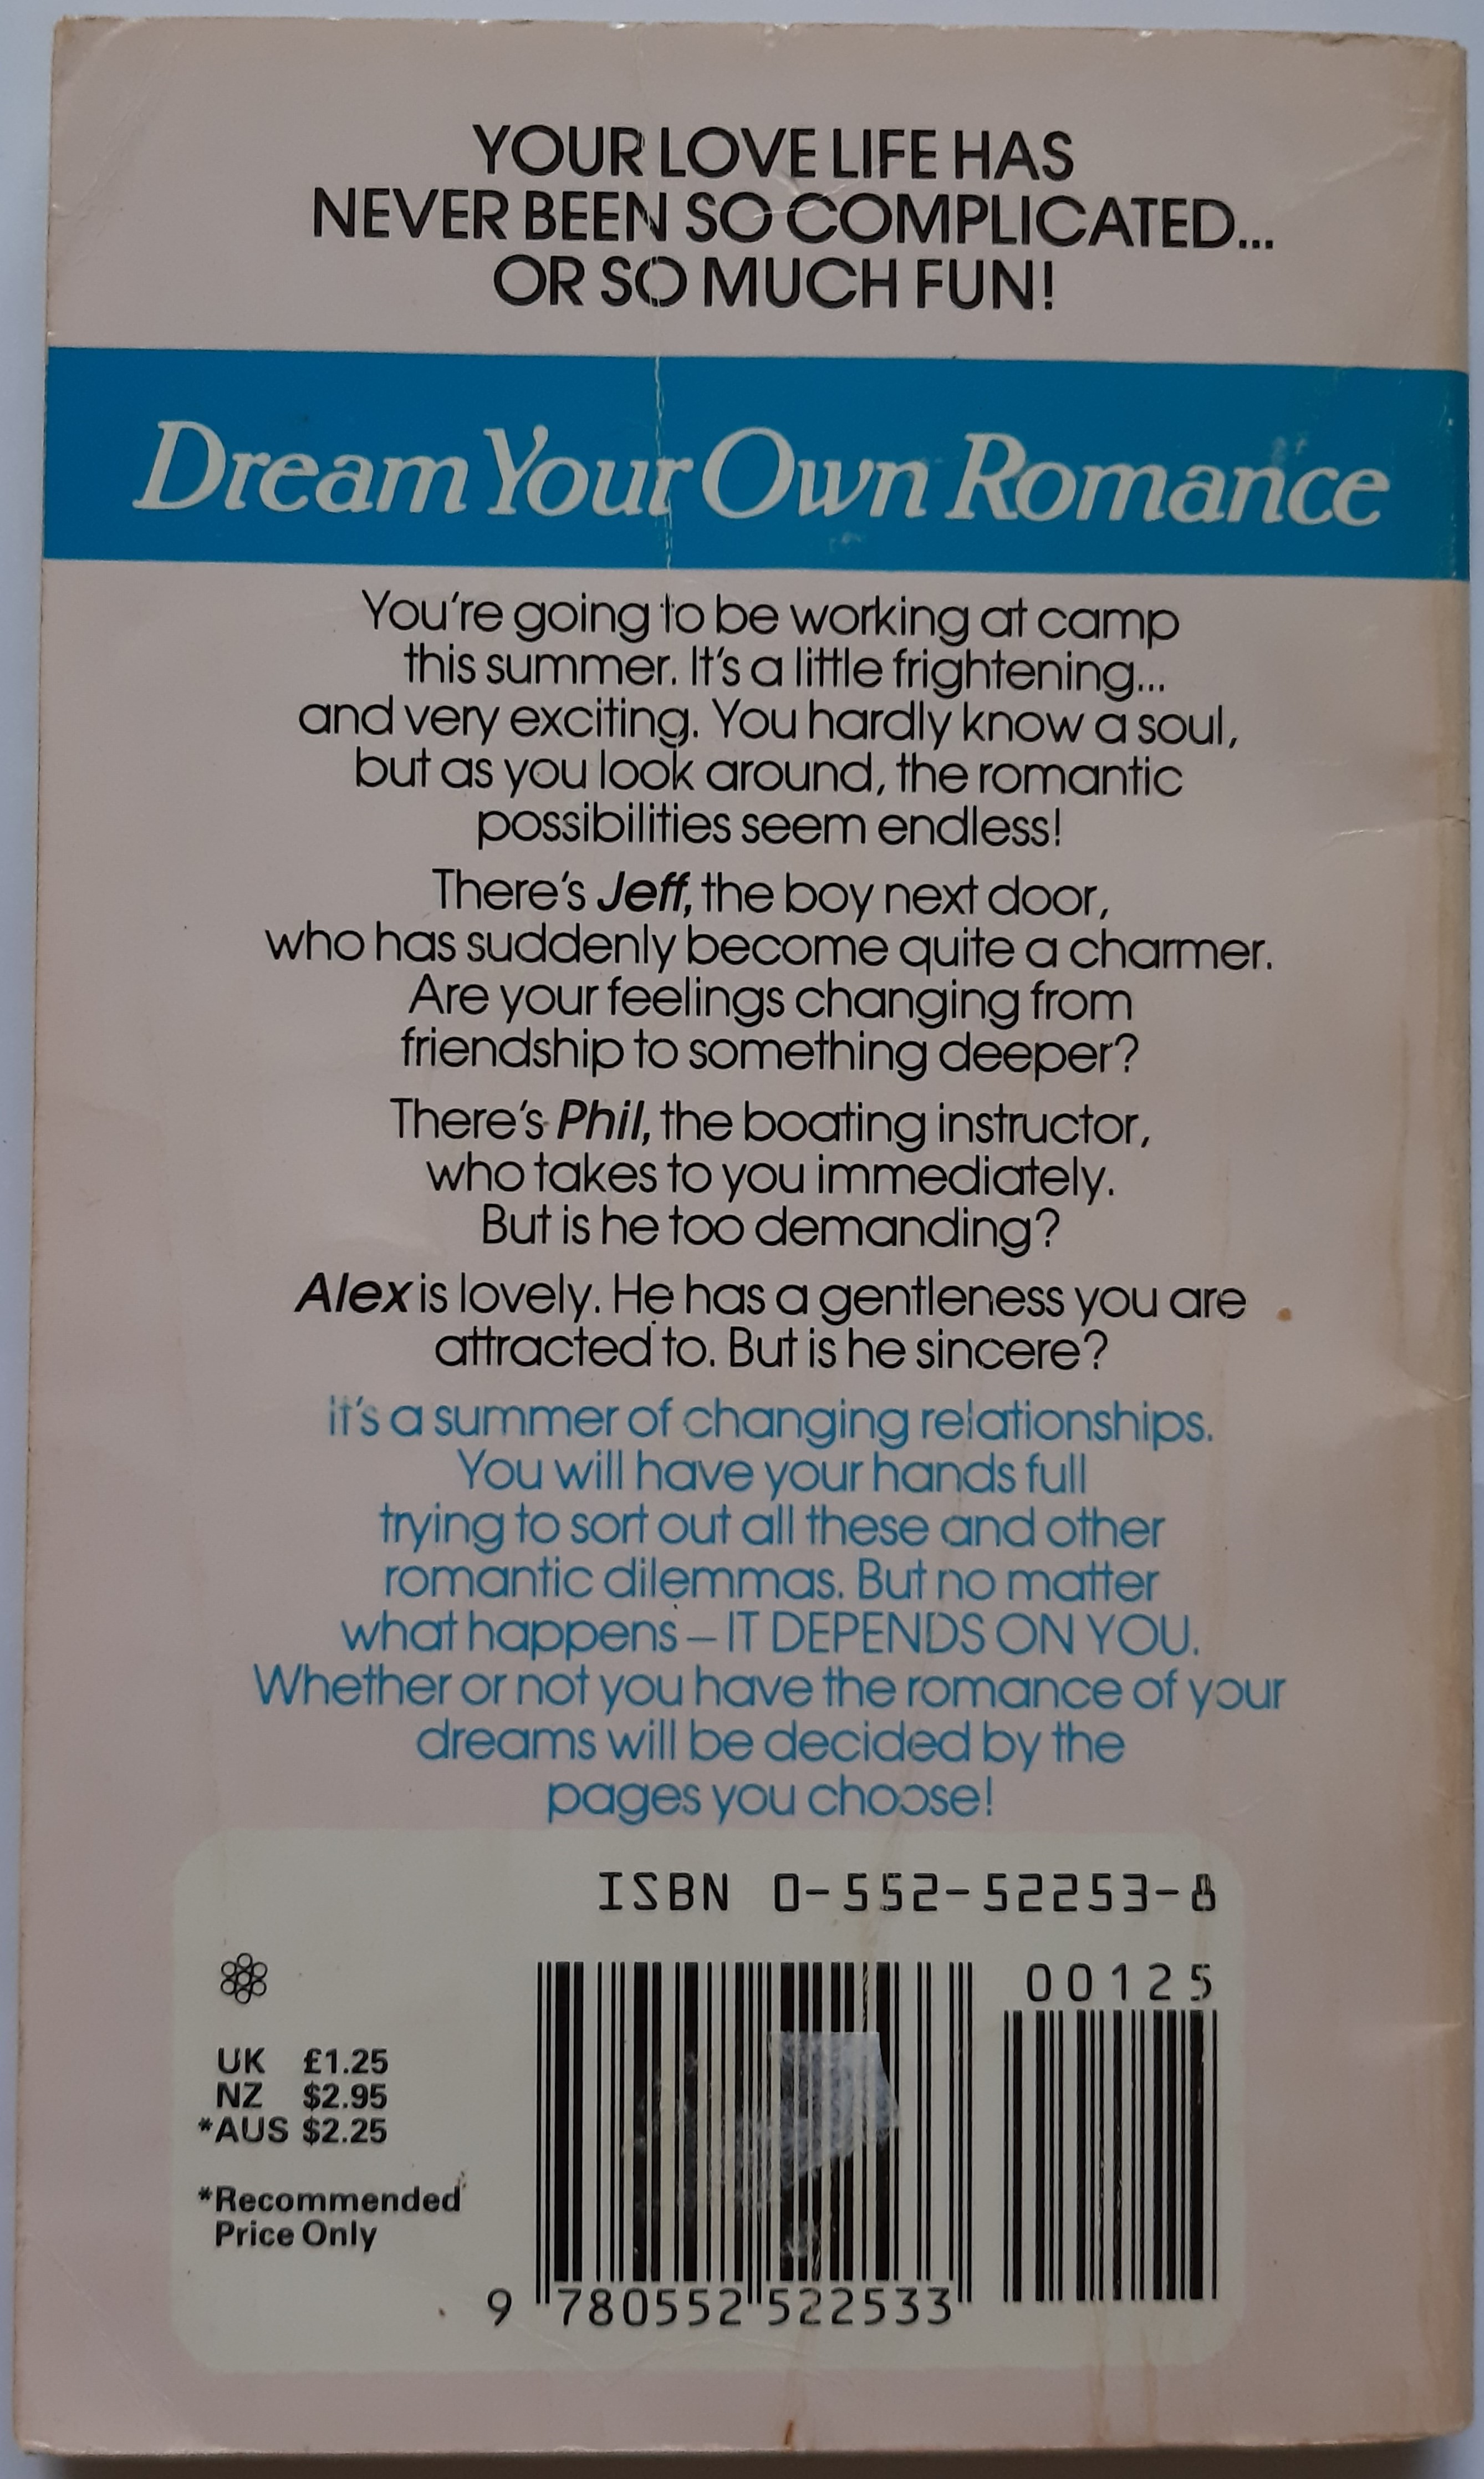 YOUR LOVE LIFE HAS
NEVER BEEN SO COMPLICATED...
OR SO MUCH FUN!
Dream Your Own Romance
You're going to be working at camp
this summer. It's a little frightening...
and very exciting. You hardly know a soul,
but as you look around, the romantic
possibilities seem endless!
There's Jeff, the boy next door,
who has suddenly become quite a charmer.
Are your feelings changing from
friendship to something deeper?
There's Phil, the boating instructor,
who takes to you immediately.
But is he too demanding?
Alex is lovely. He has a gentleness you are
attracted to. But is he sincere?
It's a summer of changing relationships.
You will have your hands full
trying to sort out all these and other
romantic dilemmas. But no matter
what happens – IT DEPENDS ON YOU.
Whether or not you have the romance of your
dreams will be decided by the
pages you choose!
ISBN 0-552-52253-8
00125
UK £1.25
NZ $2.95
*AUS $2.25
*Recommended
Price Only
9 780552 522533